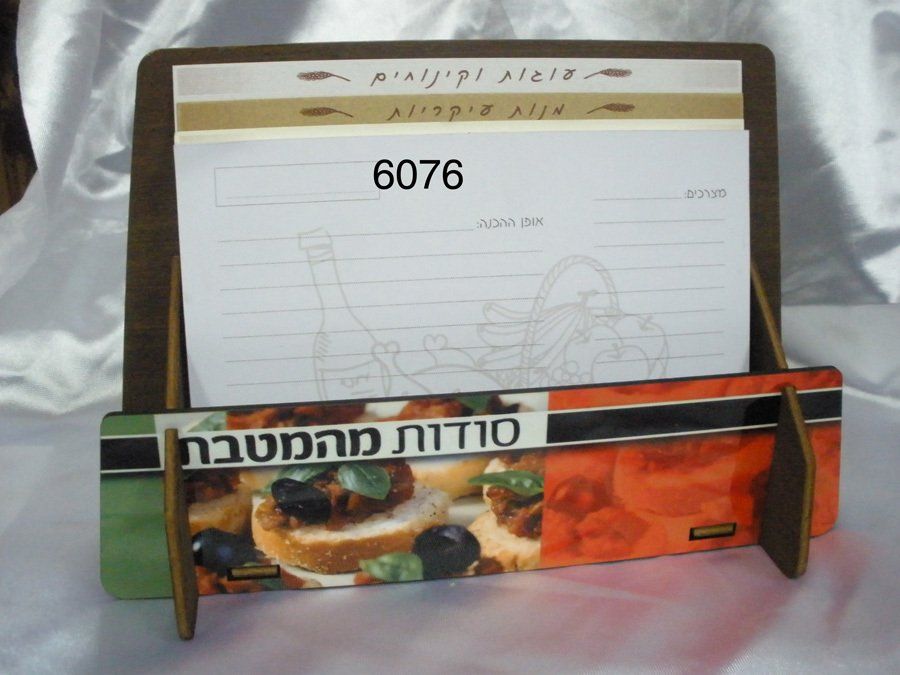 עוגות וקינוחים
מנות עיקריות
6076
מצרכים:
אופן ההכנה:
סודות מהמטבח